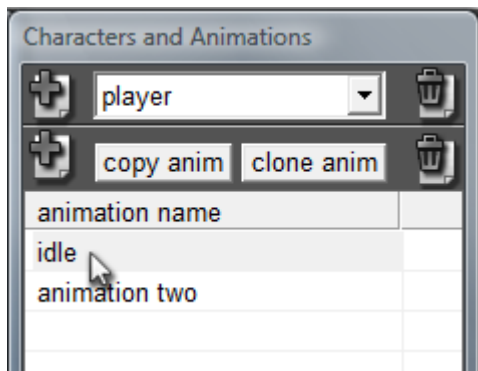 Characters and Animations
player
copy anim clone anim
animation name
idle
animation two